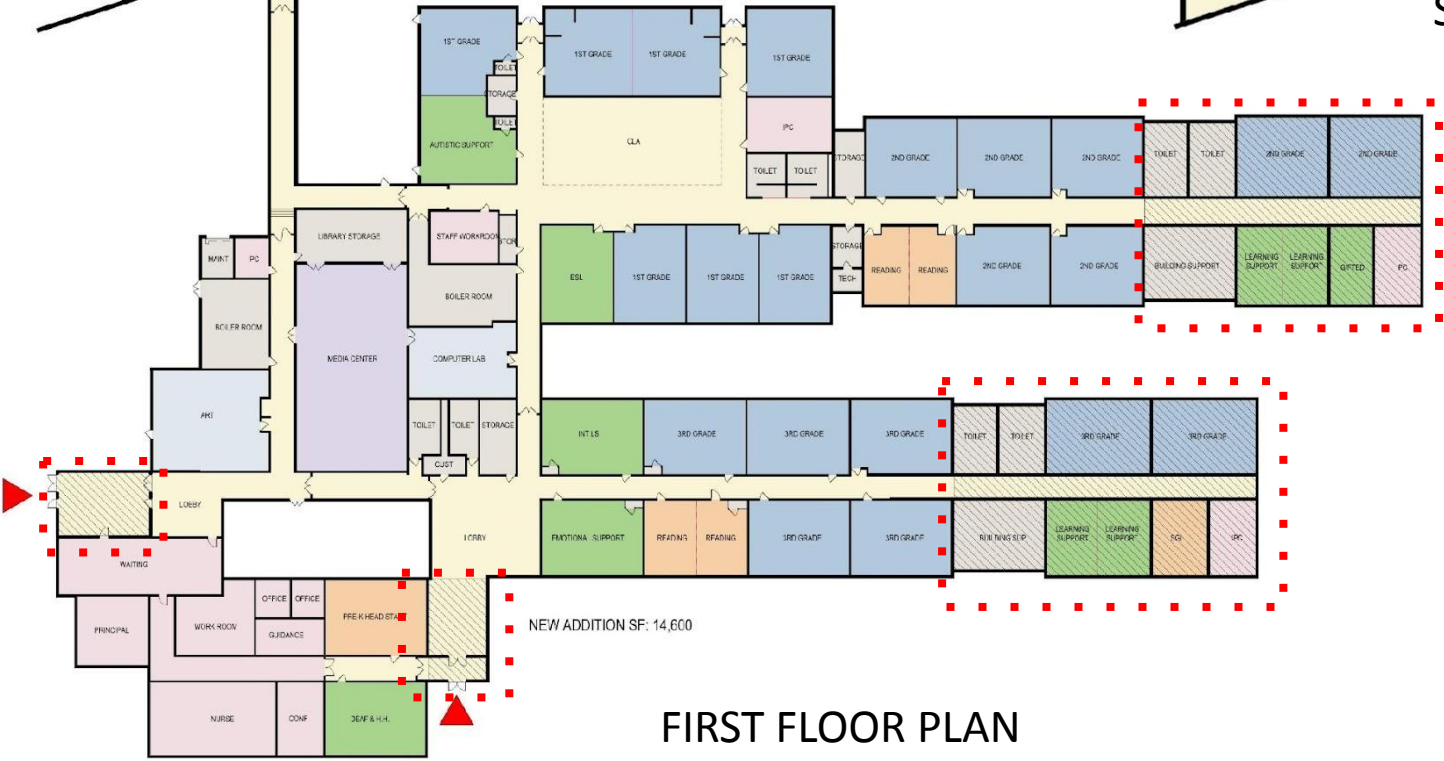 S
1ST GRADE
1ST GRADE
1ST GRADE
1ST GRADE
TOILET
STORAGE
TOILET
AUTISTIC SUPPORT
CLA
IPC
TOILET
TOILET
STORAGE
2ND GRADE
2ND GRADE
2ND GRADE
TOILET
TOILET
2ND GRADE
2ND GRADE
LIBRARY STORAGE
STAFF WORKROOM
STOR
MAINT
PC
BOILER ROOM
BOILER ROOM
MEDIA CENTER
COMPUTER LAB
ESL
1ST GRADE
1ST GRADE
1ST GRADE
STORAGE
TECH
READING
READING
2ND GRADE
2ND GRADE
BUILDING SUPPORT
LEARNING
SUPPORT
LEARNING
SUPPORT
GIFTED
PC
ART
TOILET
TOILET
STORAGE
CUST
INT LS
3RD GRADE
3RD GRADE
3RD GRADE
TOILET
TOILET
3RD GRADE
3RD GRADE
LOBBY
LOBBY
EMOTIONAL SUPPORT
READING
READING
3RD GRADE
3RD GRADE
BUILDING SUP
LEARNING
SUPPORT
LEARNING
SUPPORT
SGI
IPC
WAITING
PRINCIPAL
WORK ROOM
OFFICE
OFFICE
GUIDANCE
PRE-K HEAD STA
NEW ADDITION SF: 14,600
NURSE
CONF
DEAF & H.H.
FIRST FLOOR PLAN